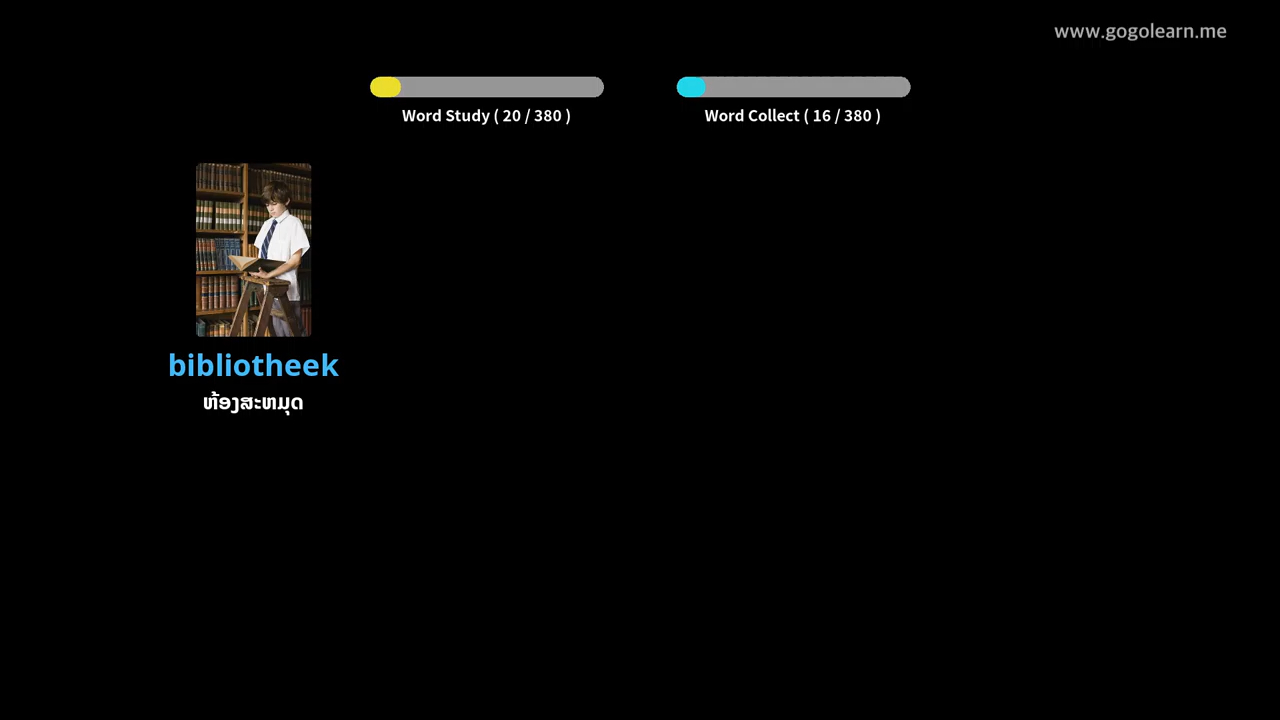 www.gogolearn.me
Word Study ( 20 / 380 )
Word Collect ( 16 / 380 )
bibliotheek
ຫ້ອງສະຫມຸດ